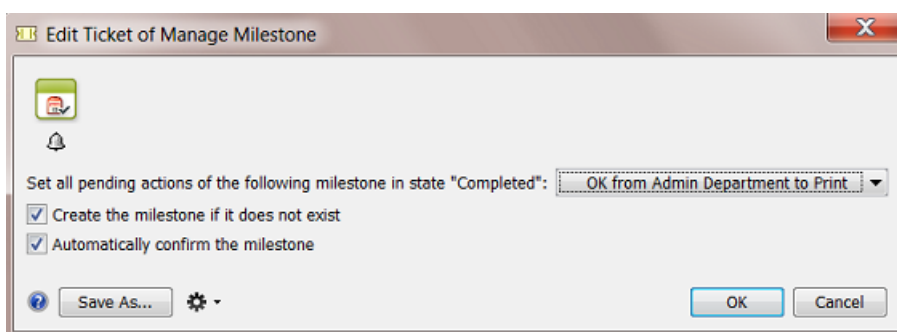 Edit Ticket of Manage Milestone
Set all pending actions of the following milestone in state "Completed": OK from Admin Department to Print
Create the milestone if it does not exist
Automatically confirm the milestone
Save As... OK Cancel